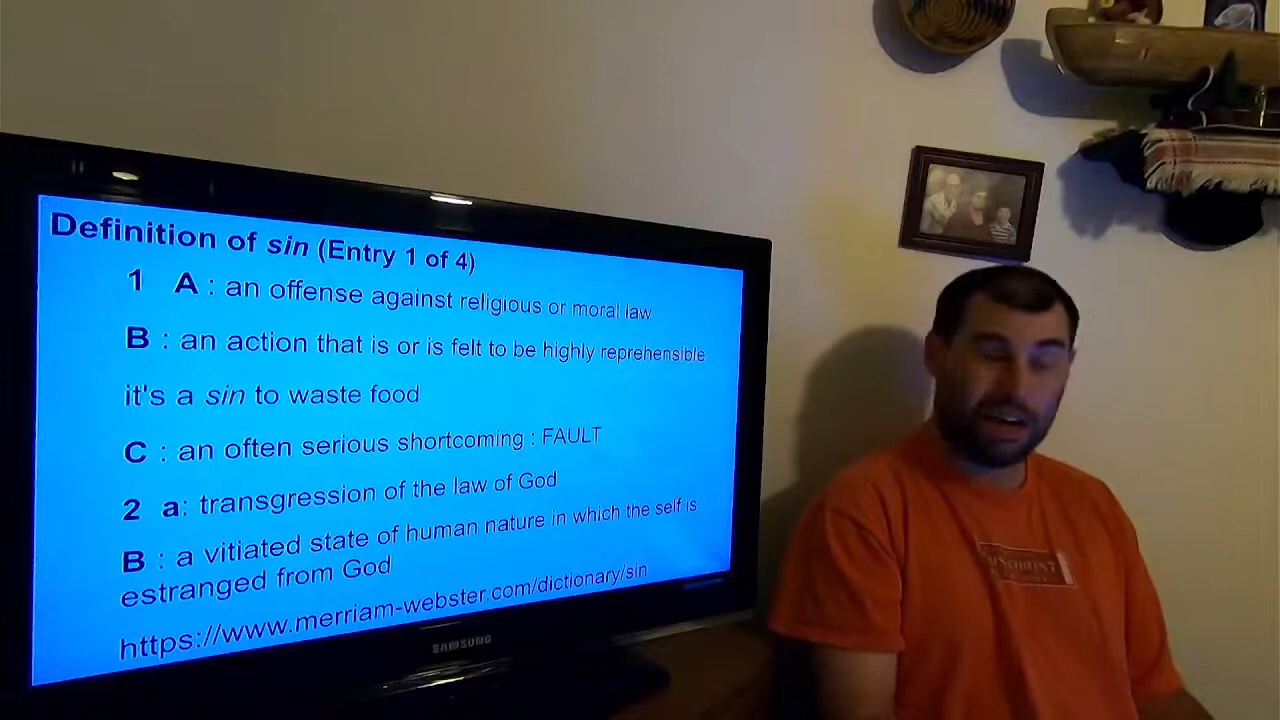 Definition of sin (Entry 1 of 4)
1 A : an offense against religious or moral law
B : an action that is or is felt to be highly reprehensible
it's a sin to waste food
C : an often serious shortcoming : FAULT
2 a: transgression of the law of God
B : a vitiated state of human nature in which the self is
estranged from God
https://www.merriam-webster.com/dictionary/sin
SAMSUNG